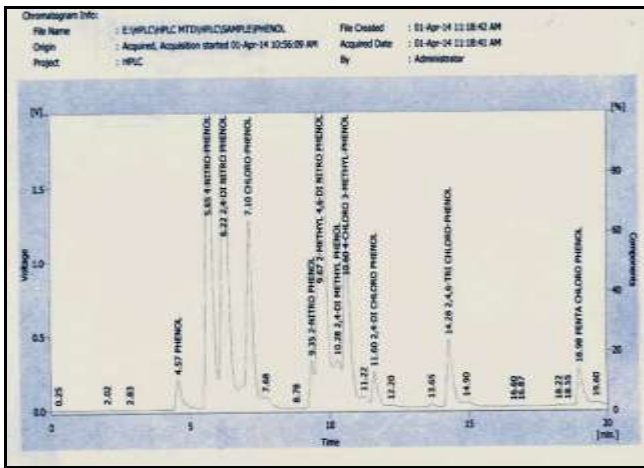 Chromatogram Info:
File Name : E:\HPLC\HPLC MTD\HPLC\SAMPLE\PHENOL File Created : 01-Apr-14 11:18:42 AM
Origin : Acquired, Acquisition started 01-Apr-14 10:56:09 AM Acquired Date : 01-Apr-14 11:18:41 AM
Project : HPLC By : Administrator
[V]
[%]
1.5
1.0
0.5
0.0
Voltage
80
60
40
20
0
Components
0.25
2.02
2.83
4.57 PHENOL
5.65 4-NITRO-PHENOL
6.22 2,4-DI NITRO PHENOL
7.10 CHLORO-PHENOL
7.68
8.78
9.35 2-NITRO PHENOL
9.67 2-METHYL 4,6-DI NITRO PHENOL
10.28 2,4-DI METHYL PHENOL
10.60 4-CHLORO 3-METHYL-PHENOL
11.22
11.60 2,4-DI CHLORO PHENOL
12.20
13.65
14.28 2,4,6-TRI CHLORO-PHENOL
14.90
16.60
16.87
18.22
18.55
18.98 PENTA CHLORO PHENOL
19.60
0 5 10 15 20
Time [min.]